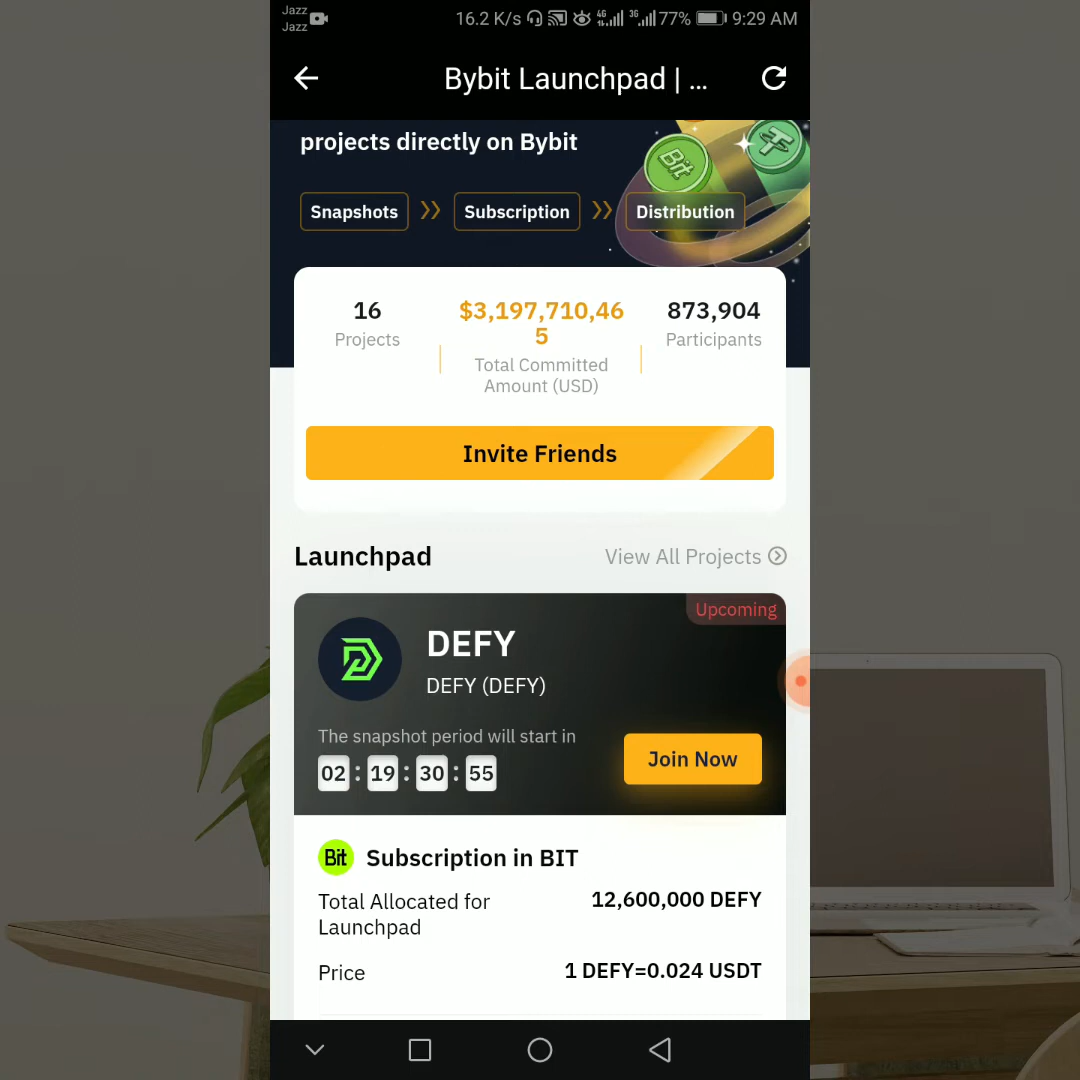 Jazz
Jazz
16.2 K/s 4G 3G 77% 9:29 AM
Bybit Launchpad | ...
projects directly on Bybit
Bit
Snapshots Subscription Distribution
16 $3,197,710,46 873,904
5
Projects Participants
Total Committed
Amount (USD)
Invite Friends
Launchpad View All Projects
Upcoming
DEFY
DEFY (DEFY)
The snapshot period will start in
02 : 19 : 30 : 55
Join Now
Bit Subscription in BIT
Total Allocated for 12,600,000 DEFY
Launchpad
Price 1 DEFY=0.024 USDT